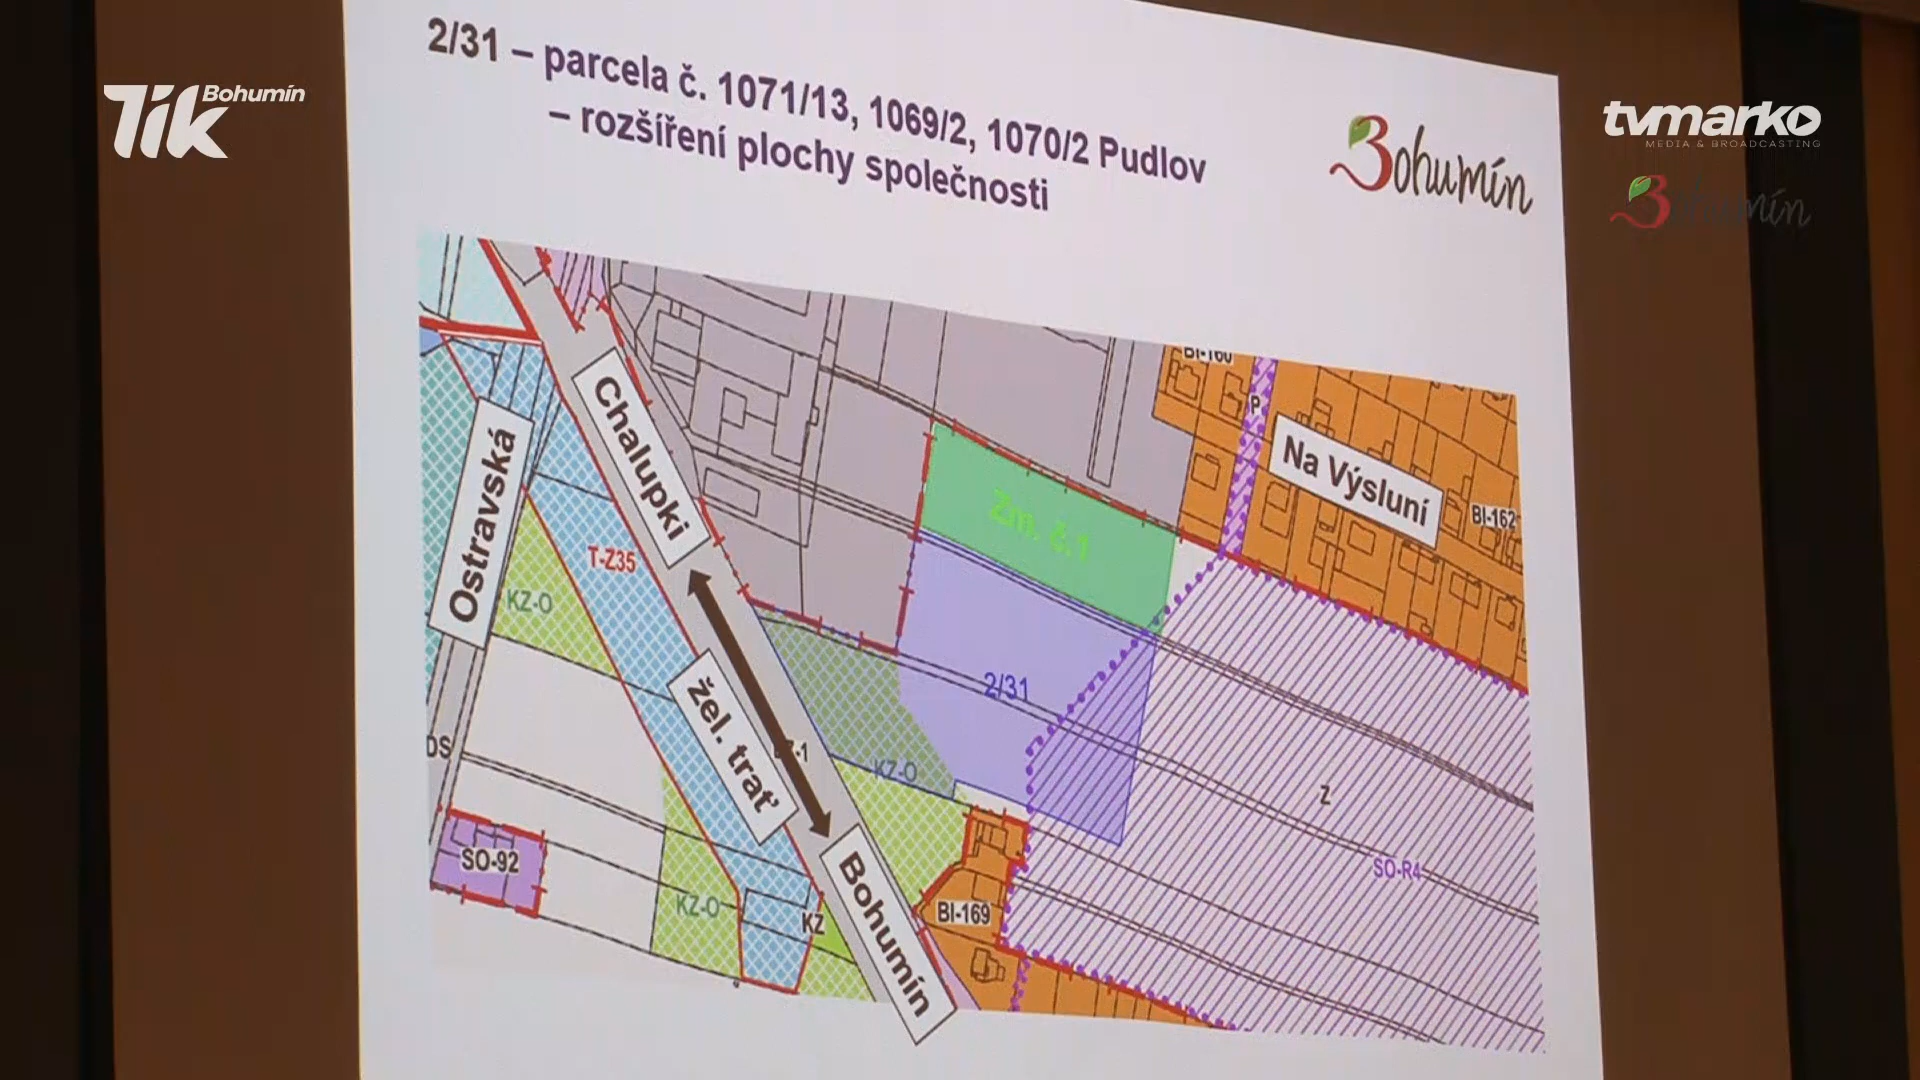 2/31 – parcela č. 1071/13, 1069/2, 1070/2 Pudlov
– rozšíření plochy společnosti
Tik Bohumín
Bohumín
tvmarko
MEDIA & BROADCASTING
Bohumín
BI-160
P
Na Výsluní
BI-162
Chalupki
Ostravská
Zm. č.1
T-Z35
KZ-O
2/31
žel. trať
KZ-O
Z
DS
SO-92
SO-R4
KZ-O
KZ
BI-169
Bohumín